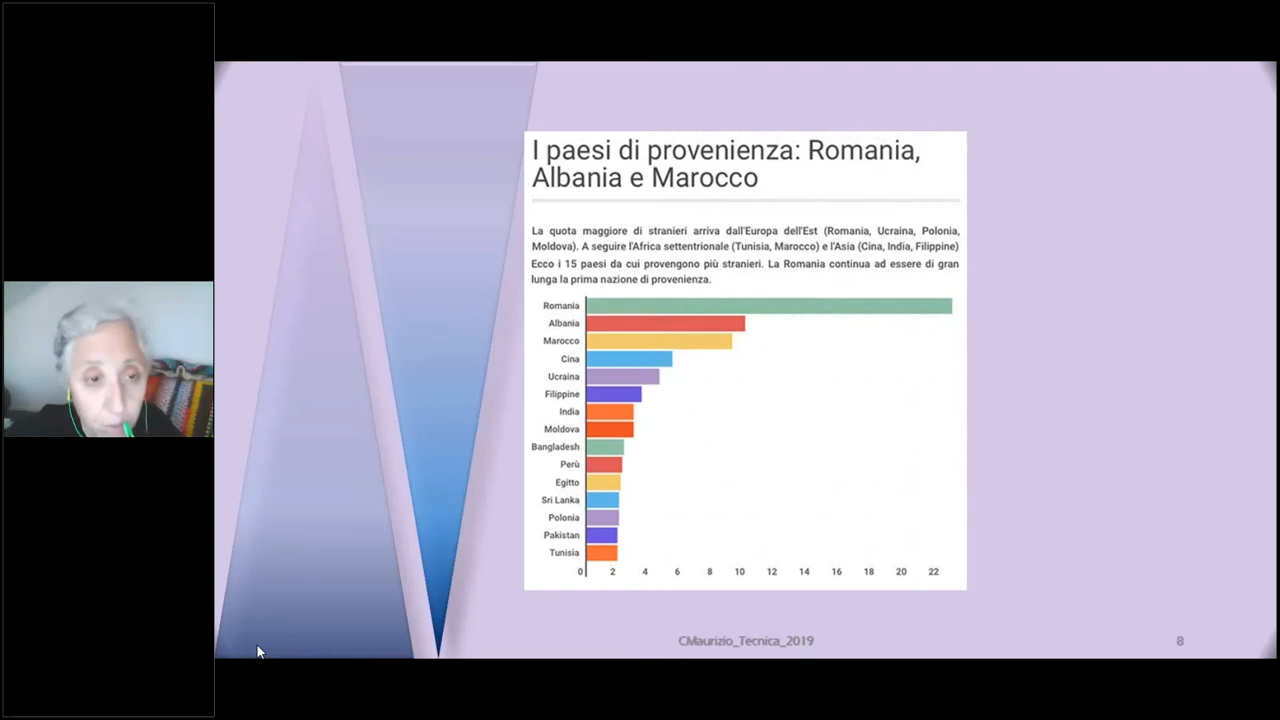 I paesi di provenienza: Romania,
Albania e Marocco
La quota maggiore di stranieri arriva dall'Europa dell'Est (Romania, Ucraina, Polonia,
Moldova). A seguire l'Africa settentrionale (Tunisia, Marocco) e l'Asia (Cina, India, Filippine)
Ecco i 15 paesi da cui provengono più stranieri. La Romania continua ad essere di gran
lunga la prima nazione di provenienza.
Romania
Albania
Marocco
Cina
Ucraina
Filippine
India
Moldova
Bangladesh
Perù
Egitto
Sri Lanka
Polonia
Pakistan
Tunisia
0 2 4 6 8 10 12 14 16 18 20 22
CMaurizio_Tecnica_2019
8